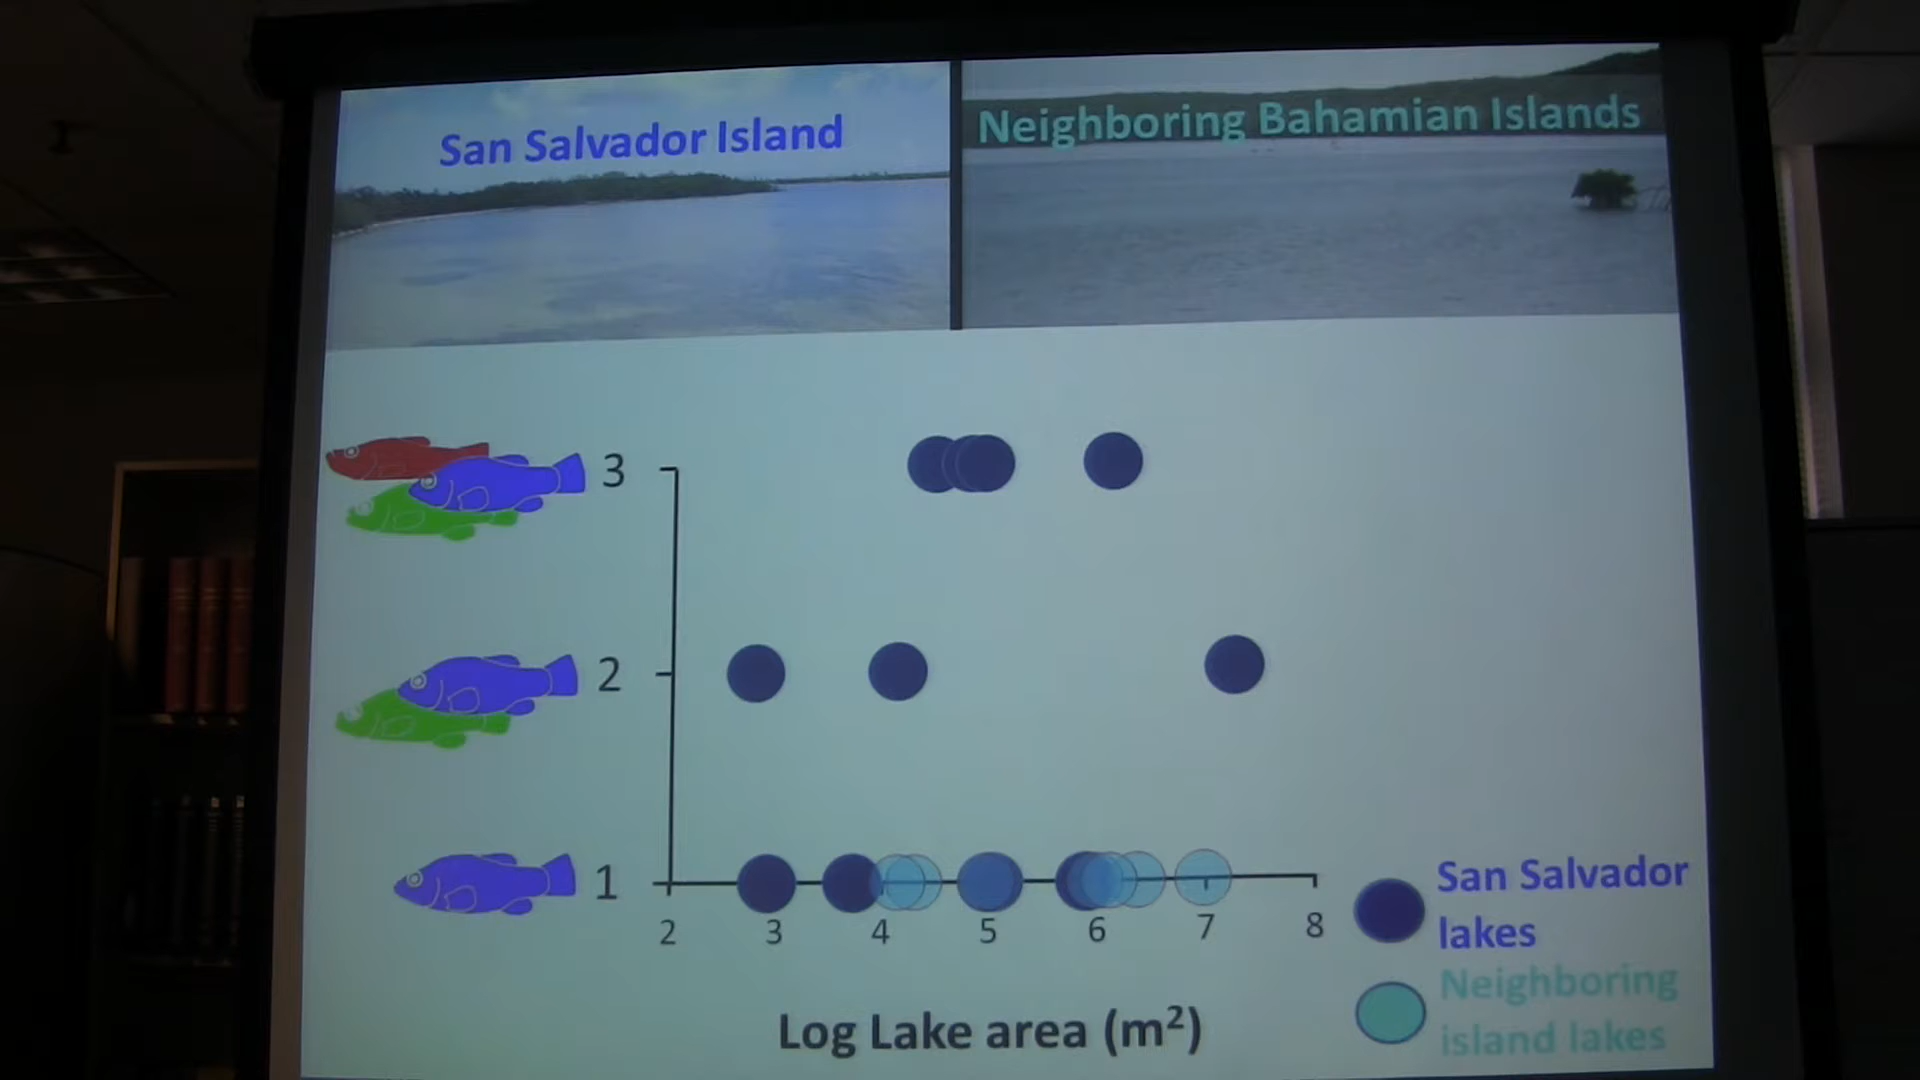 San Salvador Island
Neighboring Bahamian Islands
3
2
1
2 3 4 5 6 7 8
Log Lake area (m²)
San Salvador
lakes
Neighboring
island lakes